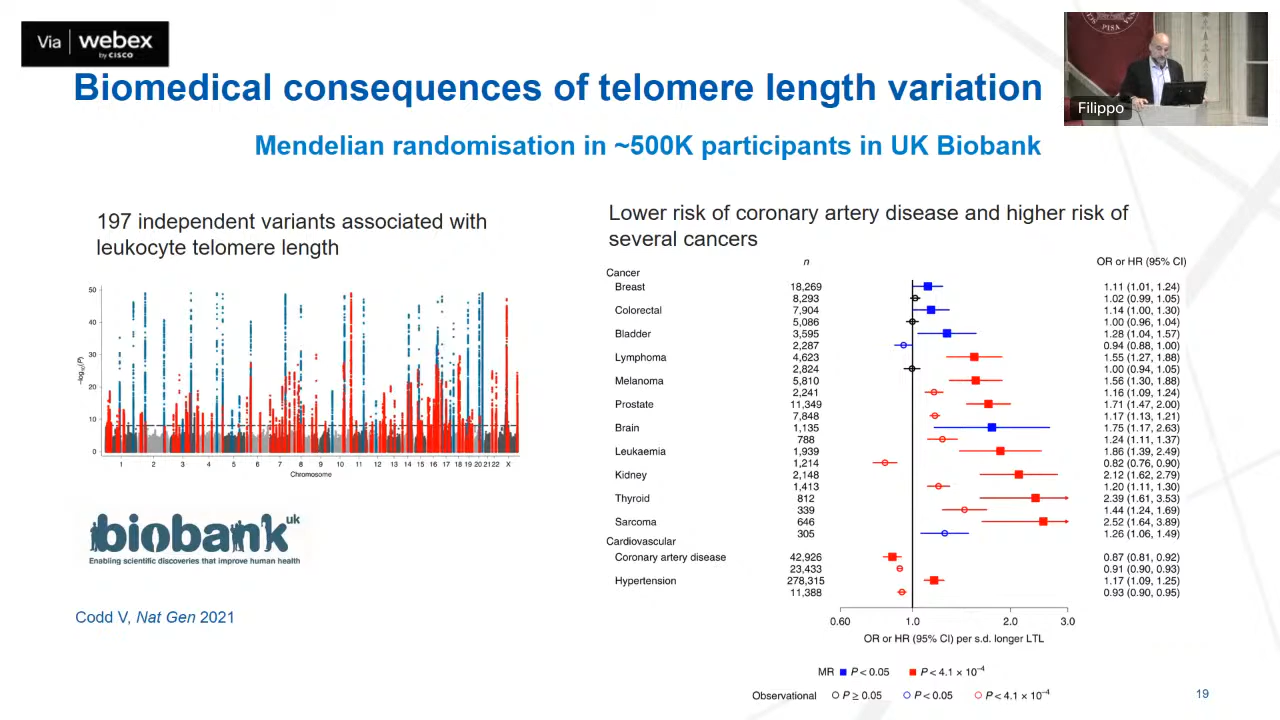 Via | webex
by CISCO
Biomedical consequences of telomere length variation
Mendelian randomisation in ~500K participants in UK Biobank
PISA
Filippo
197 independent variants associated with
leukocyte telomere length
50
40
30
20
10
0
–log₁₀(P)
1 2 3 4 5 6 7 8 9 10 11 12 13 14 15 16 17 18 19 20 21 22 X
Chromosome
biobank uk
Enabling scientific discoveries that improve human health
Codd V, Nat Gen 2021
Lower risk of coronary artery disease and higher risk of
several cancers
n OR or HR (95% CI)
Cancer
Breast 18,269 1.11 (1.01, 1.24)
8,293 1.02 (0.99, 1.05)
Colorectal 7,904 1.14 (1.00, 1.30)
5,086 1.00 (0.96, 1.04)
Bladder 3,595 1.28 (1.04, 1.57)
2,287 0.94 (0.88, 1.00)
Lymphoma 4,623 1.55 (1.27, 1.88)
2,824 1.00 (0.94, 1.05)
Melanoma 5,810 1.56 (1.30, 1.88)
2,241 1.16 (1.09, 1.24)
Prostate 11,349 1.71 (1.47, 2.00)
7,848 1.17 (1.13, 1.21)
Brain 1,135 1.75 (1.17, 2.63)
788 1.24 (1.11, 1.37)
Leukaemia 1,939 1.86 (1.39, 2.49)
1,214 0.82 (0.76, 0.90)
Kidney 2,148 2.12 (1.62, 2.79)
1,413 1.20 (1.11, 1.30)
Thyroid 812 2.39 (1.61, 3.53)
339 1.44 (1.24, 1.69)
Sarcoma 646 2.52 (1.64, 3.89)
305 1.26 (1.06, 1.49)
Cardiovascular
Coronary artery disease 42,926 0.87 (0.81, 0.92)
23,433 0.91 (0.90, 0.93)
Hypertension 278,315 1.17 (1.09, 1.25)
11,388 0.93 (0.90, 0.95)
0.60 1.0 2.0 3.0
OR or HR (95% CI) per s.d. longer LTL
MR P < 0.05 P < 4.1 × 10⁻⁴
Observational P ≥ 0.05 P < 0.05 P < 4.1 × 10⁻⁴
19